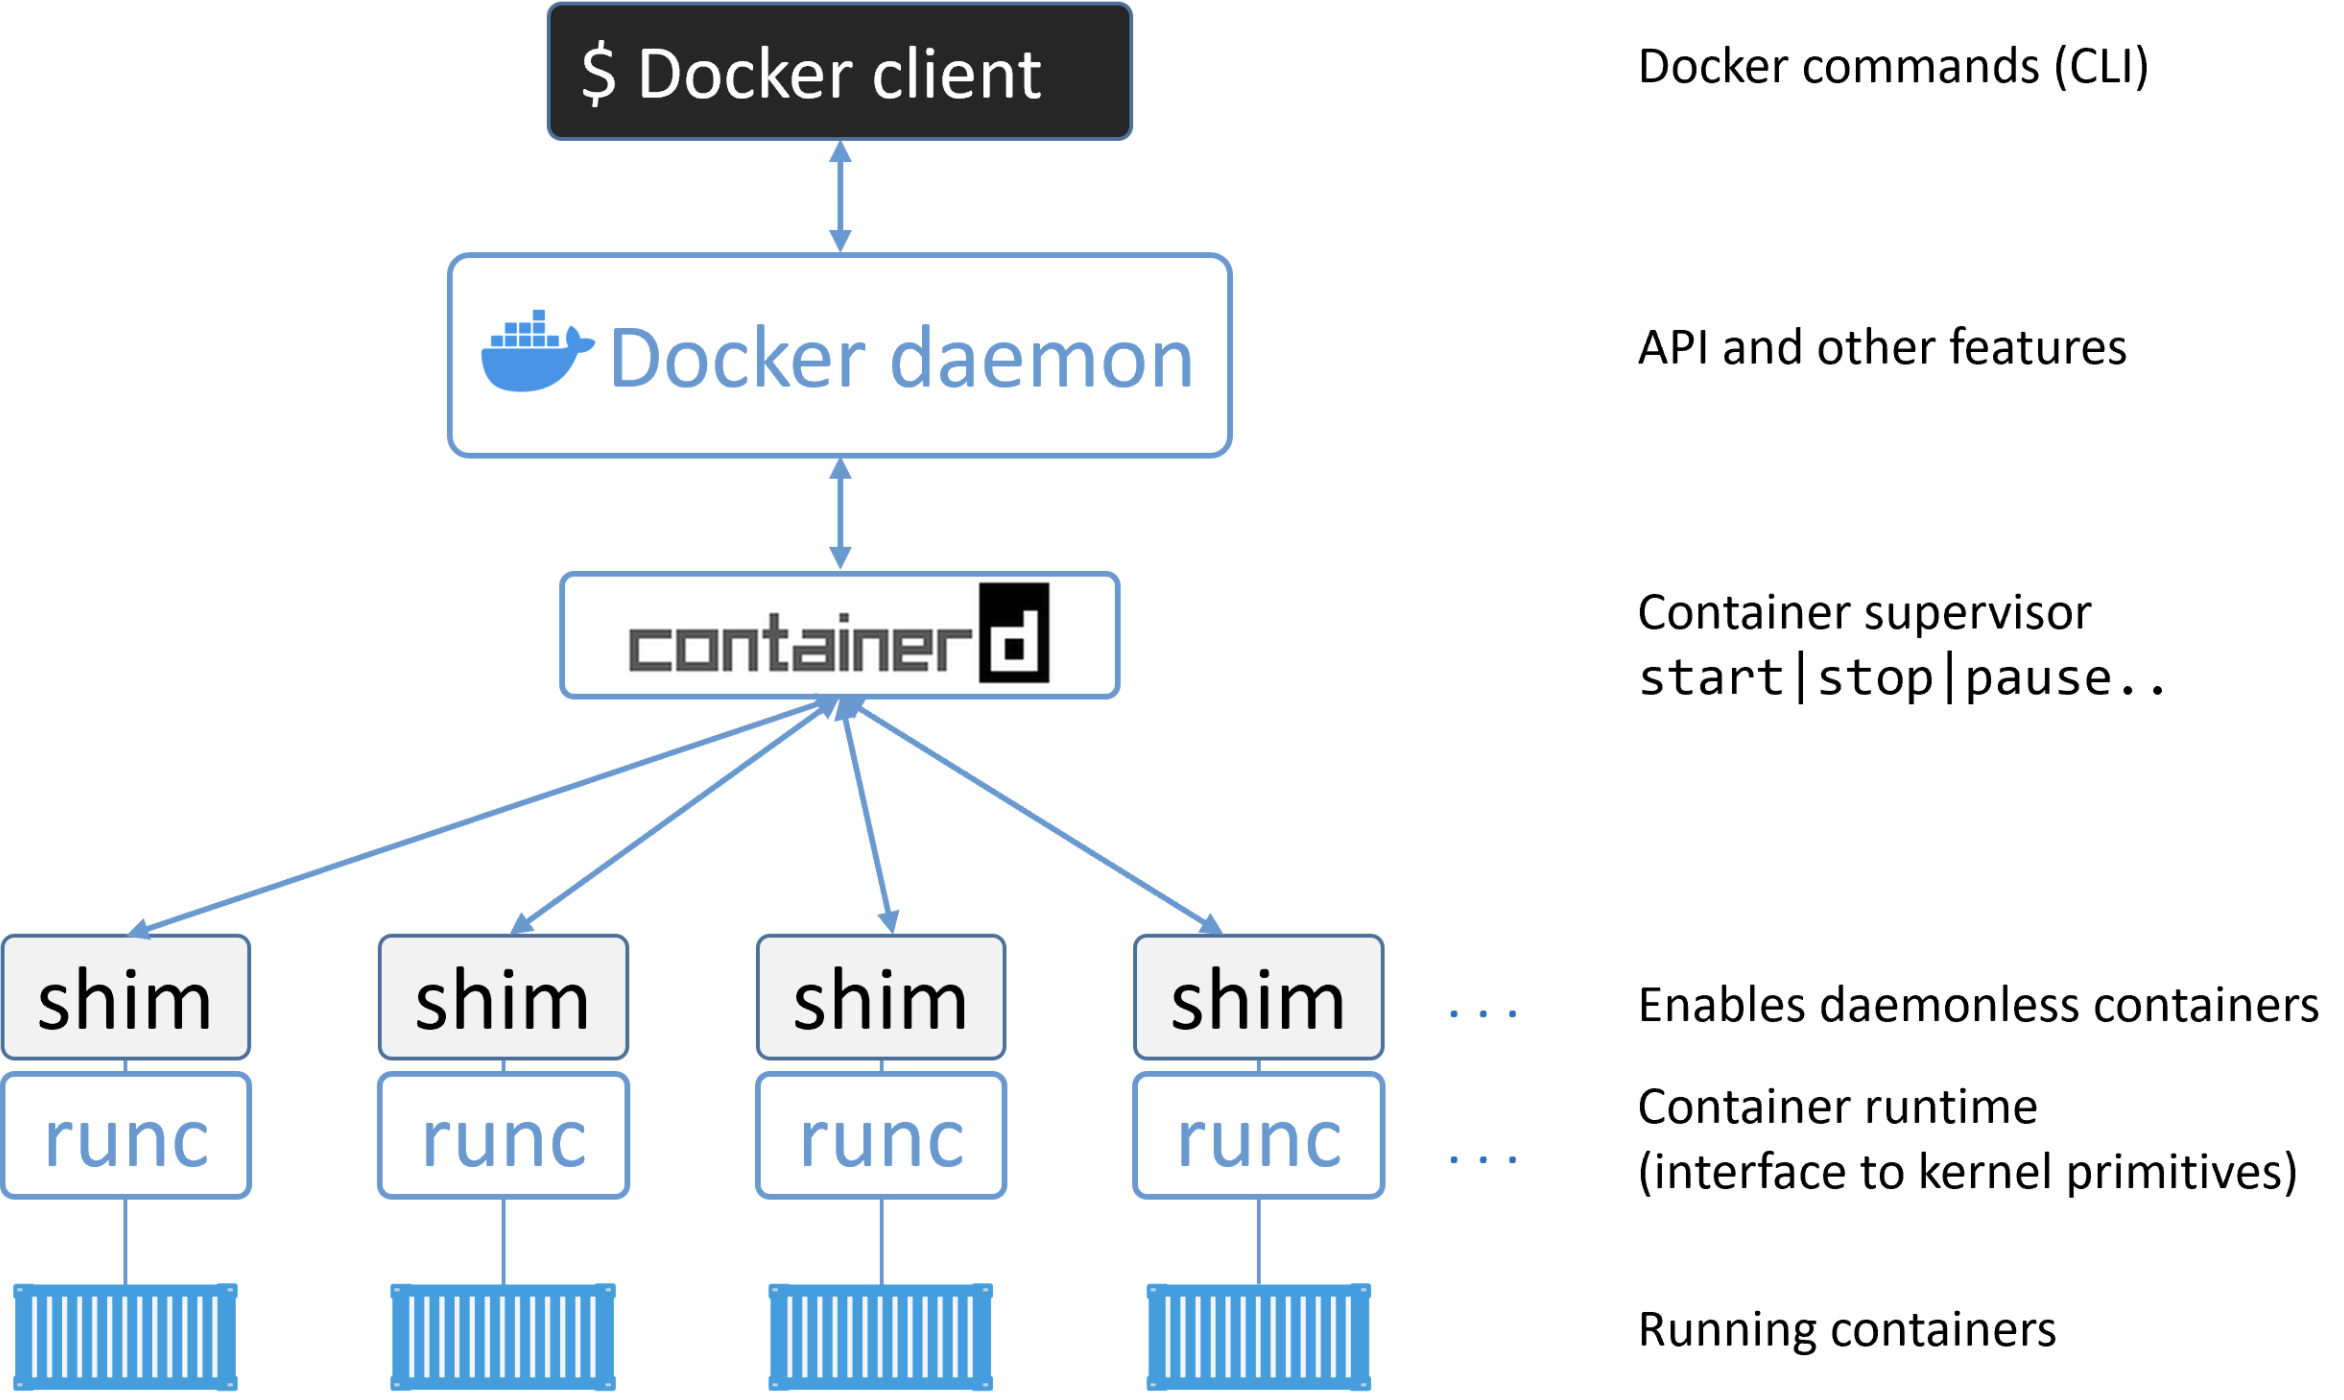 $ Docker client
Docker commands (CLI)
Docker daemon
API and other features
containerd
Container supervisor
start|stop|pause..
shim
shim
shim
shim
...
Enables daemonless containers
runc
runc
runc
runc
...
Container runtime
(interface to kernel primitives)
Running containers